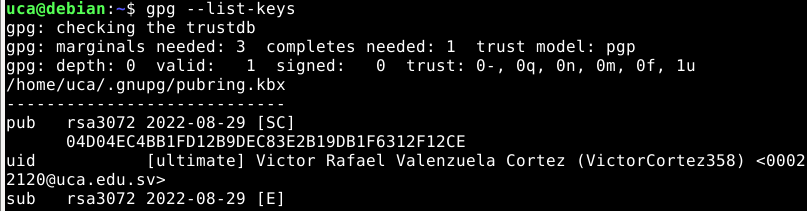 uca@debian:~$ gpg --list-keys
gpg: checking the trustdb
gpg: marginals needed: 3  completes needed: 1  trust model: pgp
gpg: depth: 0  valid:   1  signed:   0  trust: 0-, 0q, 0n, 0m, 0f, 1u
/home/uca/.gnupg/pubring.kbx
----------------------------
pub   rsa3072 2022-08-29 [SC]
      04D04EC4BB1FD12B9DEC83E2B19DB1F6312F12CE
uid           [ultimate] Victor Rafael Valenzuela Cortez (VictorCortez358) <0002
2120@uca.edu.sv>
sub   rsa3072 2022-08-29 [E]